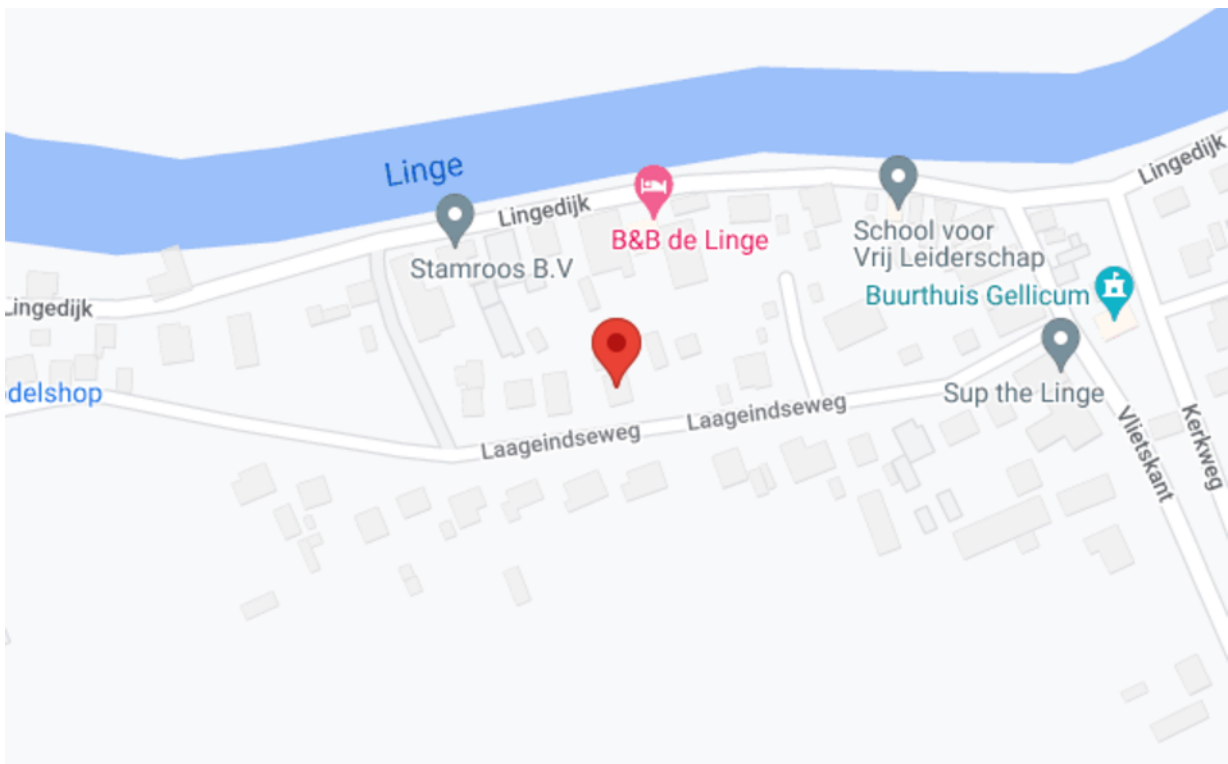 Lingedijk
Linge
Lingedijk
B&B de Linge
School voor
Vrij Leiderschap
Stamroos B.V
Buurthuis Gellicum
Lingedijk
delshop
Sup the Linge
Laageindseweg
Laageindseweg
Vlietskant
Kerkweg